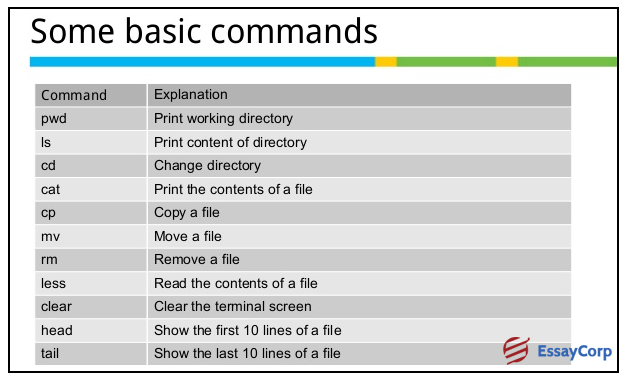 Some basic commands
Command Explanation
pwd Print working directory
ls Print content of directory
cd Change directory
cat Print the contents of a file
cp Copy a file
mv Move a file
rm Remove a file
less Read the contents of a file
clear Clear the terminal screen
head Show the first 10 lines of a file
tail Show the last 10 lines of a file
EssayCorp